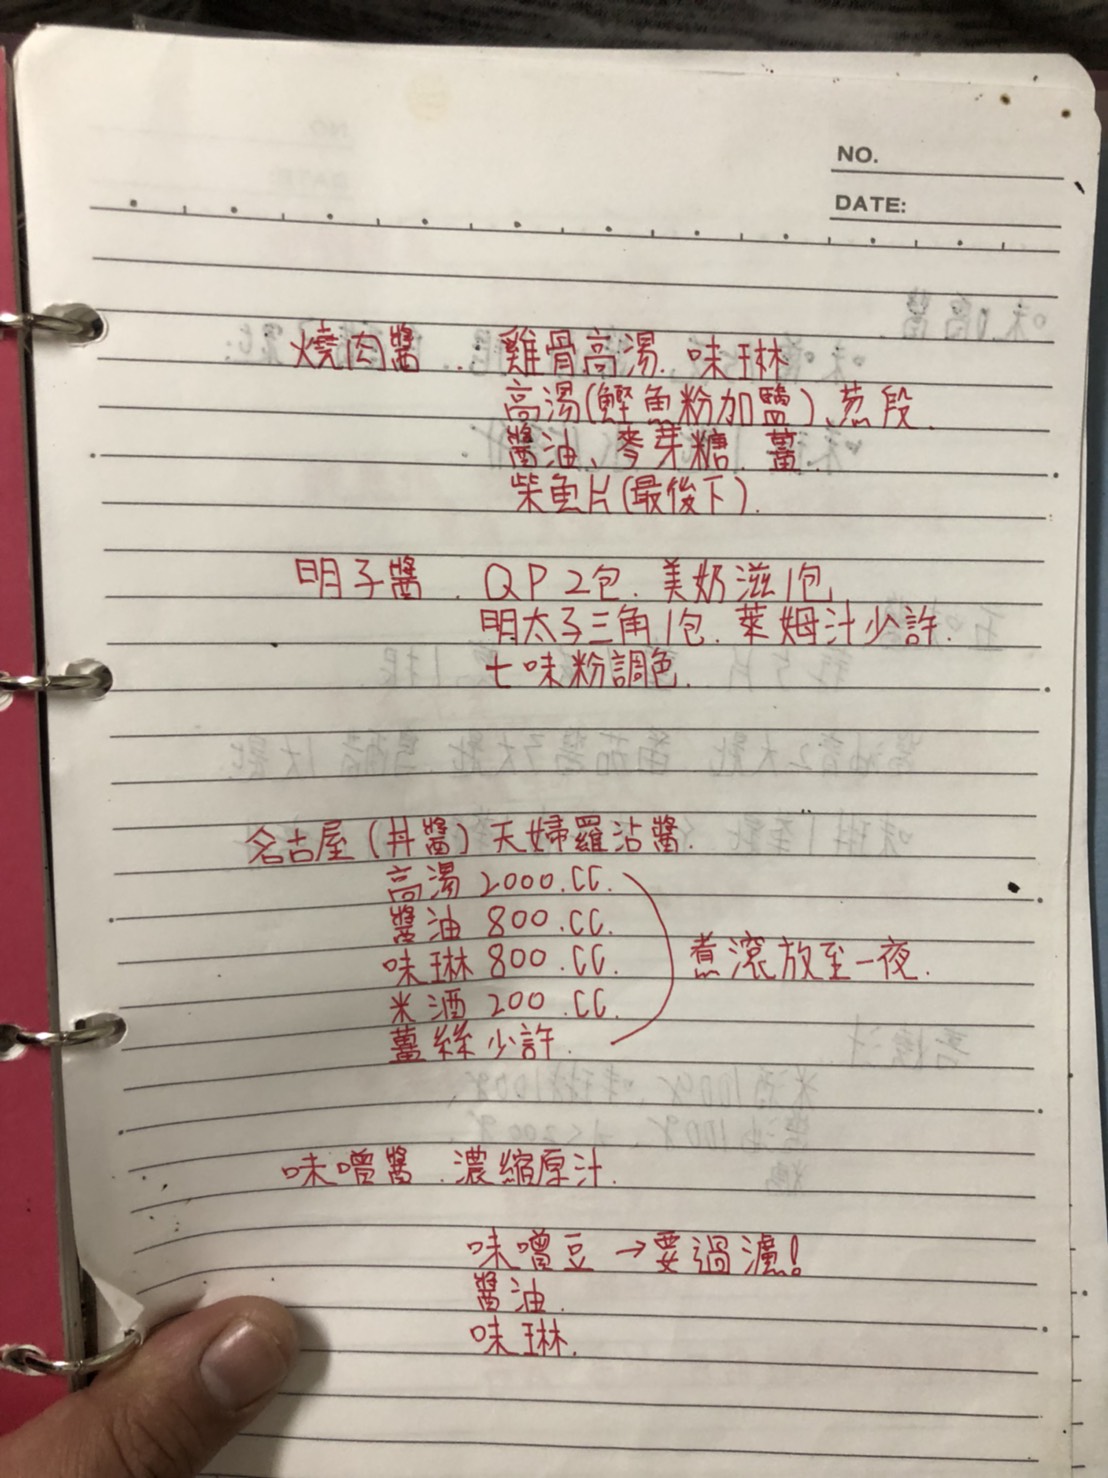 NO.
DATE:
燒肉醬. 雞骨高湯. 味琳
高湯(鰹魚粉加鹽)、蔥段.
醬油、麥芽糖. 薑.
柴魚片(最後下).
明子醬. QP 2包. 美奶滋1包.
明太子三角1包. 萊姆汁少許.
七味粉調色.
名古屋(丼醬)天婦羅沾醬.
高湯 2000.CC.
醬油 800.CC.
味琳 800.CC.
煮滾放至一夜.
米酒 200.CC.
薑絲少許.
味噌醬. 濃縮原汁.
味噌豆 →要過濾!
醬油.
味琳.